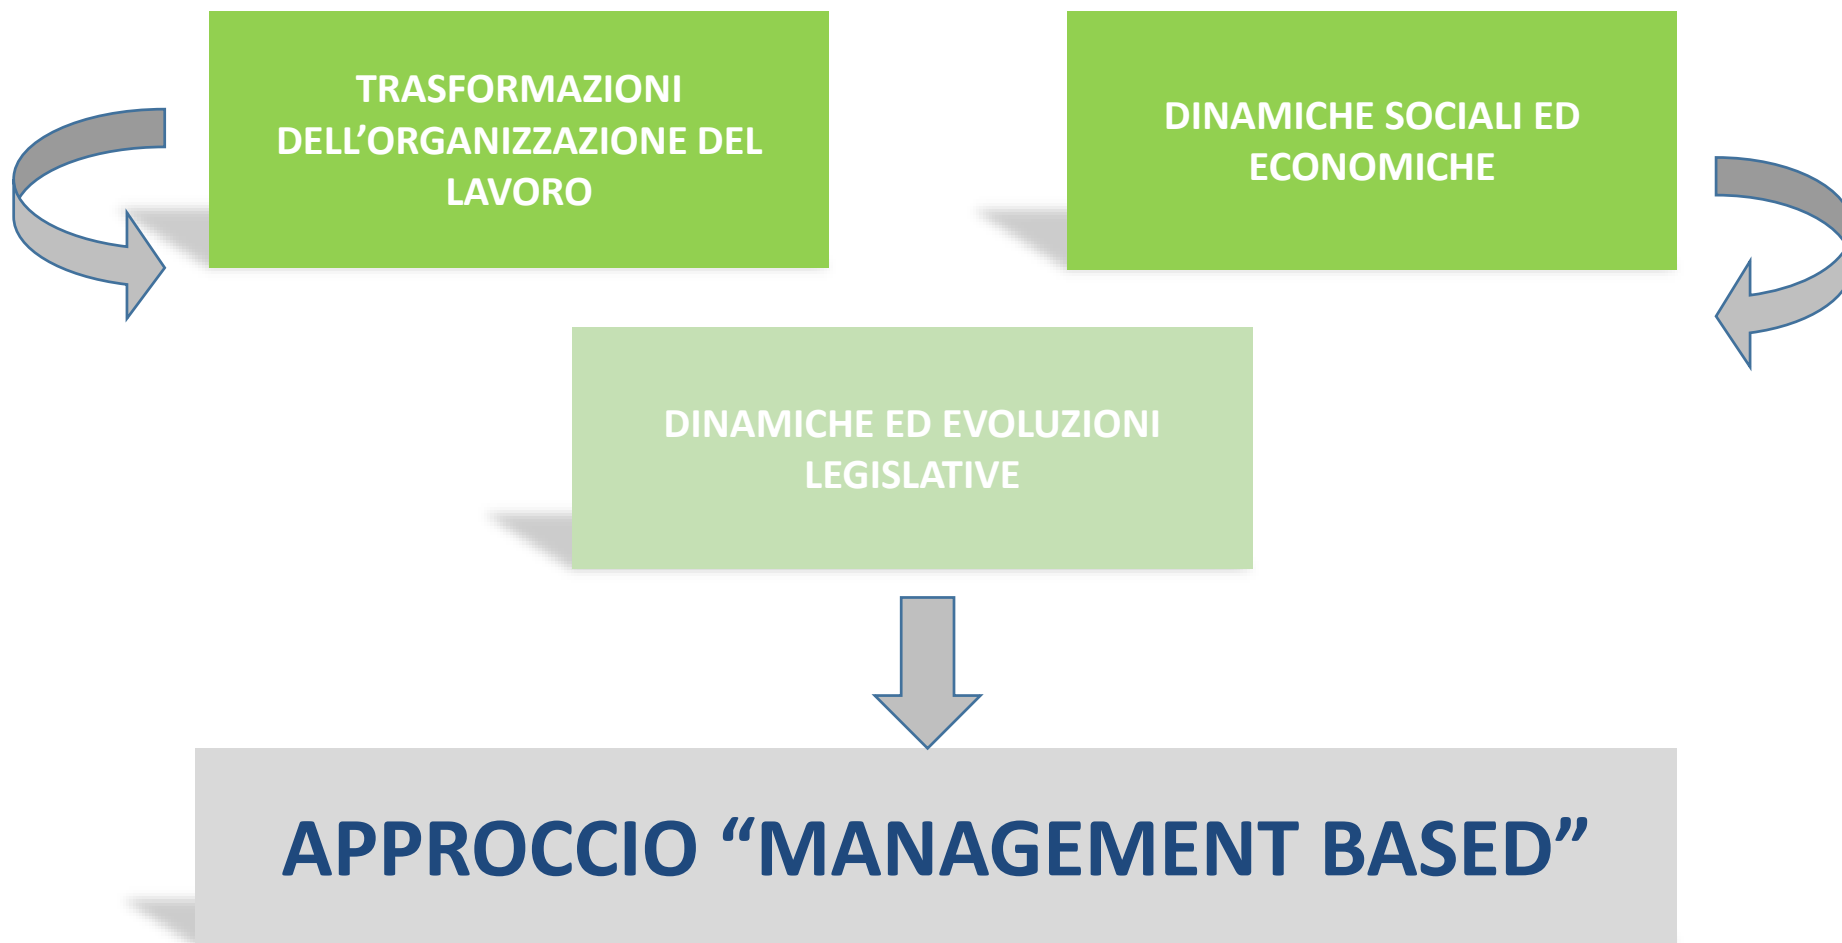 TRASFORMAZIONI
DELL’ORGANIZZAZIONE DEL
LAVORO
DINAMICHE SOCIALI ED
ECONOMICHE
DINAMICHE ED EVOLUZIONI
LEGISLATIVE
APPROCCIO “MANAGEMENT BASED”